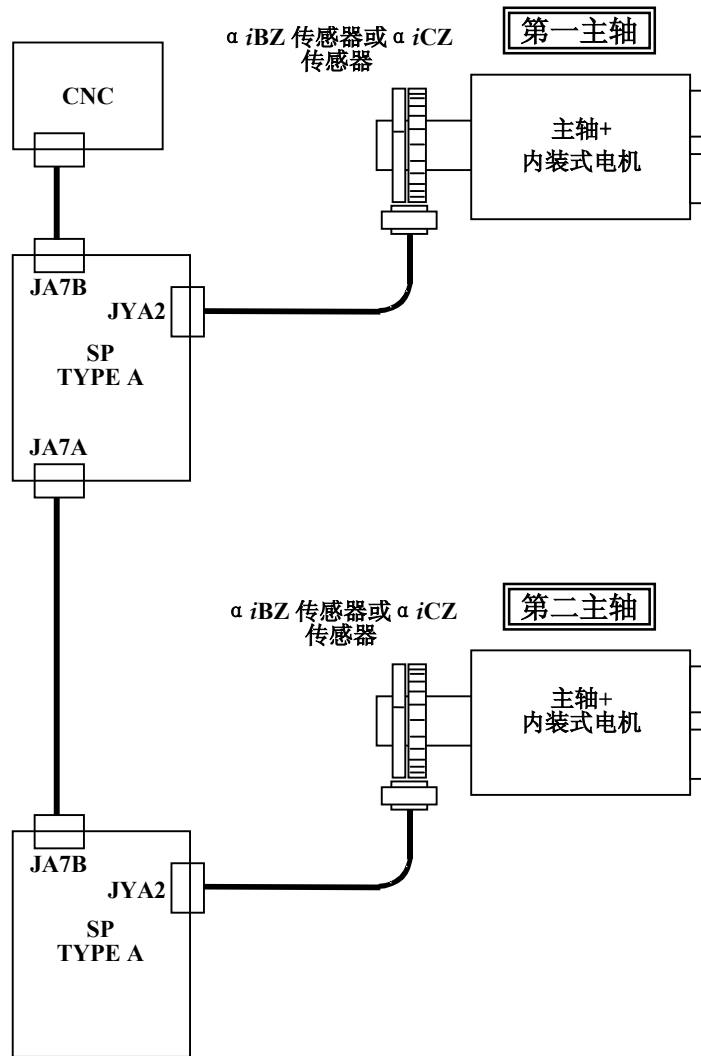 α iBZ 传感器或 α iCZ
传感器
第一主轴
CNC
主轴+
内装式电机
JA7B
JYA2
SP
TYPE A
JA7A
α iBZ 传感器或 α iCZ
传感器
第二主轴
主轴+
内装式电机
JA7B
JYA2
SP
TYPE A